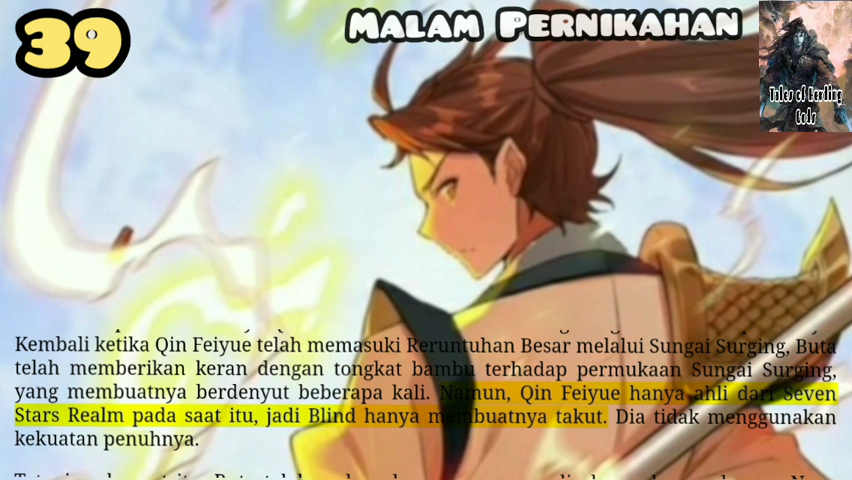 39
MALAM PERNIKAHAN
Tales of Herding
Gods
Kembali ketika Qin Feiyue telah memasuki Reruntuhan Besar melalui Sungai Surging, Buta
telah memberikan keran dengan tongkat bambu terhadap permukaan Sungai Surging,
yang membuatnya berdenyut beberapa kali. Namun, Qin Feiyue hanya ahli dari Seven
Stars Realm pada saat itu, jadi Blind hanya membuatnya takut. Dia tidak menggunakan
kekuatan penuhnya.